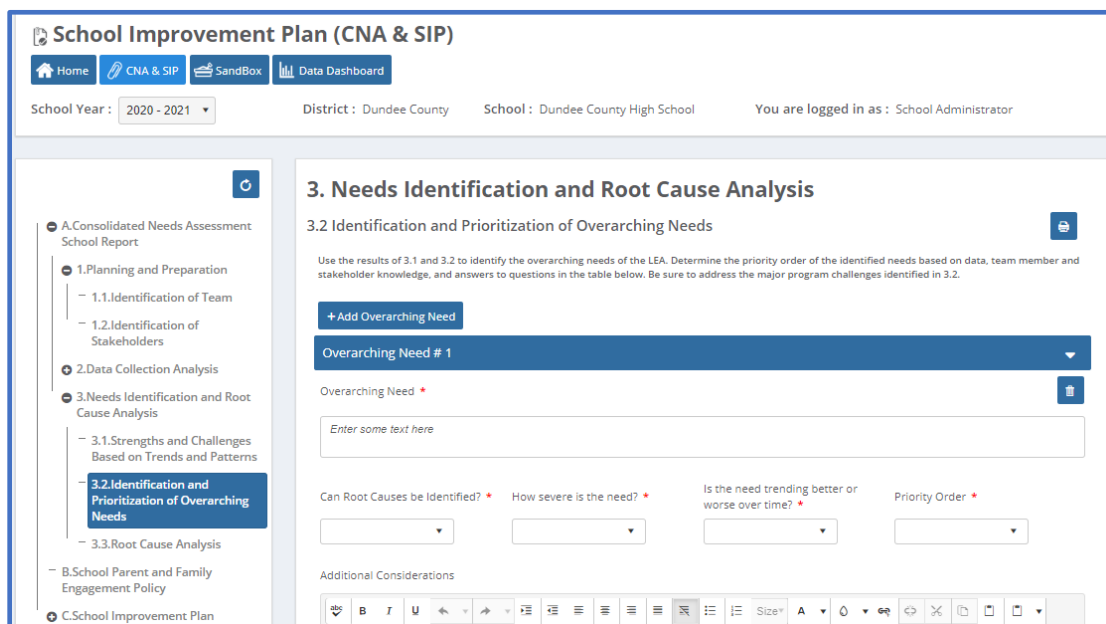 School Improvement Plan (CNA & SIP)
Home CNA & SIP SandBox Data Dashboard
School Year : 2020 - 2021 District : Dundee County School : Dundee County High School You are logged in as : School Administrator
A.Consolidated Needs Assessment
School Report
1.Planning and Preparation
1.1.Identification of Team
1.2.Identification of
Stakeholders
2.Data Collection Analysis
3.Needs Identification and Root
Cause Analysis
3.1.Strengths and Challenges
Based on Trends and Patterns
3.2.Identification and
Prioritization of Overarching
Needs
3.3.Root Cause Analysis
B.School Parent and Family
Engagement Policy
C.School Improvement Plan
3. Needs Identification and Root Cause Analysis
3.2 Identification and Prioritization of Overarching Needs
Use the results of 3.1 and 3.2 to identify the overarching needs of the LEA. Determine the priority order of the identified needs based on data, team member and
stakeholder knowledge, and answers to questions in the table below. Be sure to address the major program challenges identified in 3.2.
+ Add Overarching Need
Overarching Need # 1
Overarching Need *
Enter some text here
Can Root Causes be Identified? * How severe is the need? * Is the need trending better or
worse over time? * Priority Order *
Additional Considerations
abc B I U Size A